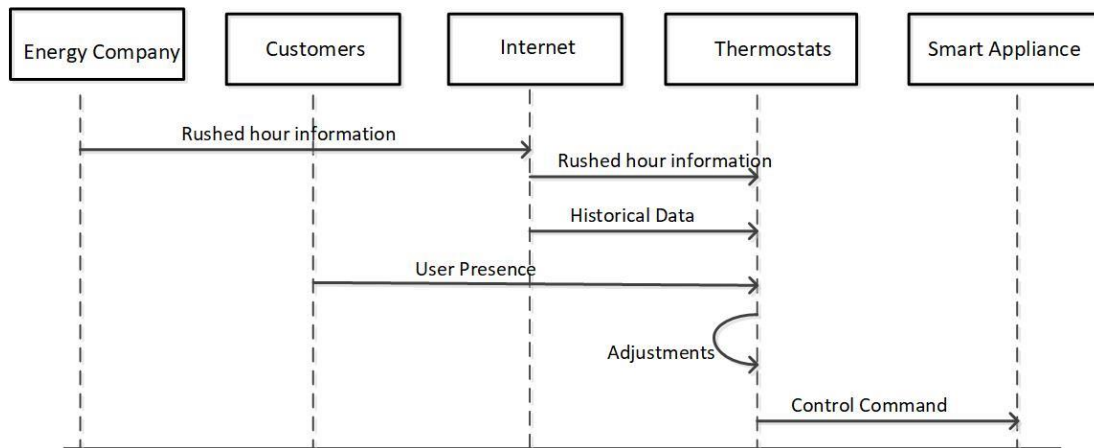 Energy Company
Customers
Internet
Thermostats
Smart Appliance
Rushed hour information
Rushed hour information
Historical Data
User Presence
Adjustments
Control Command